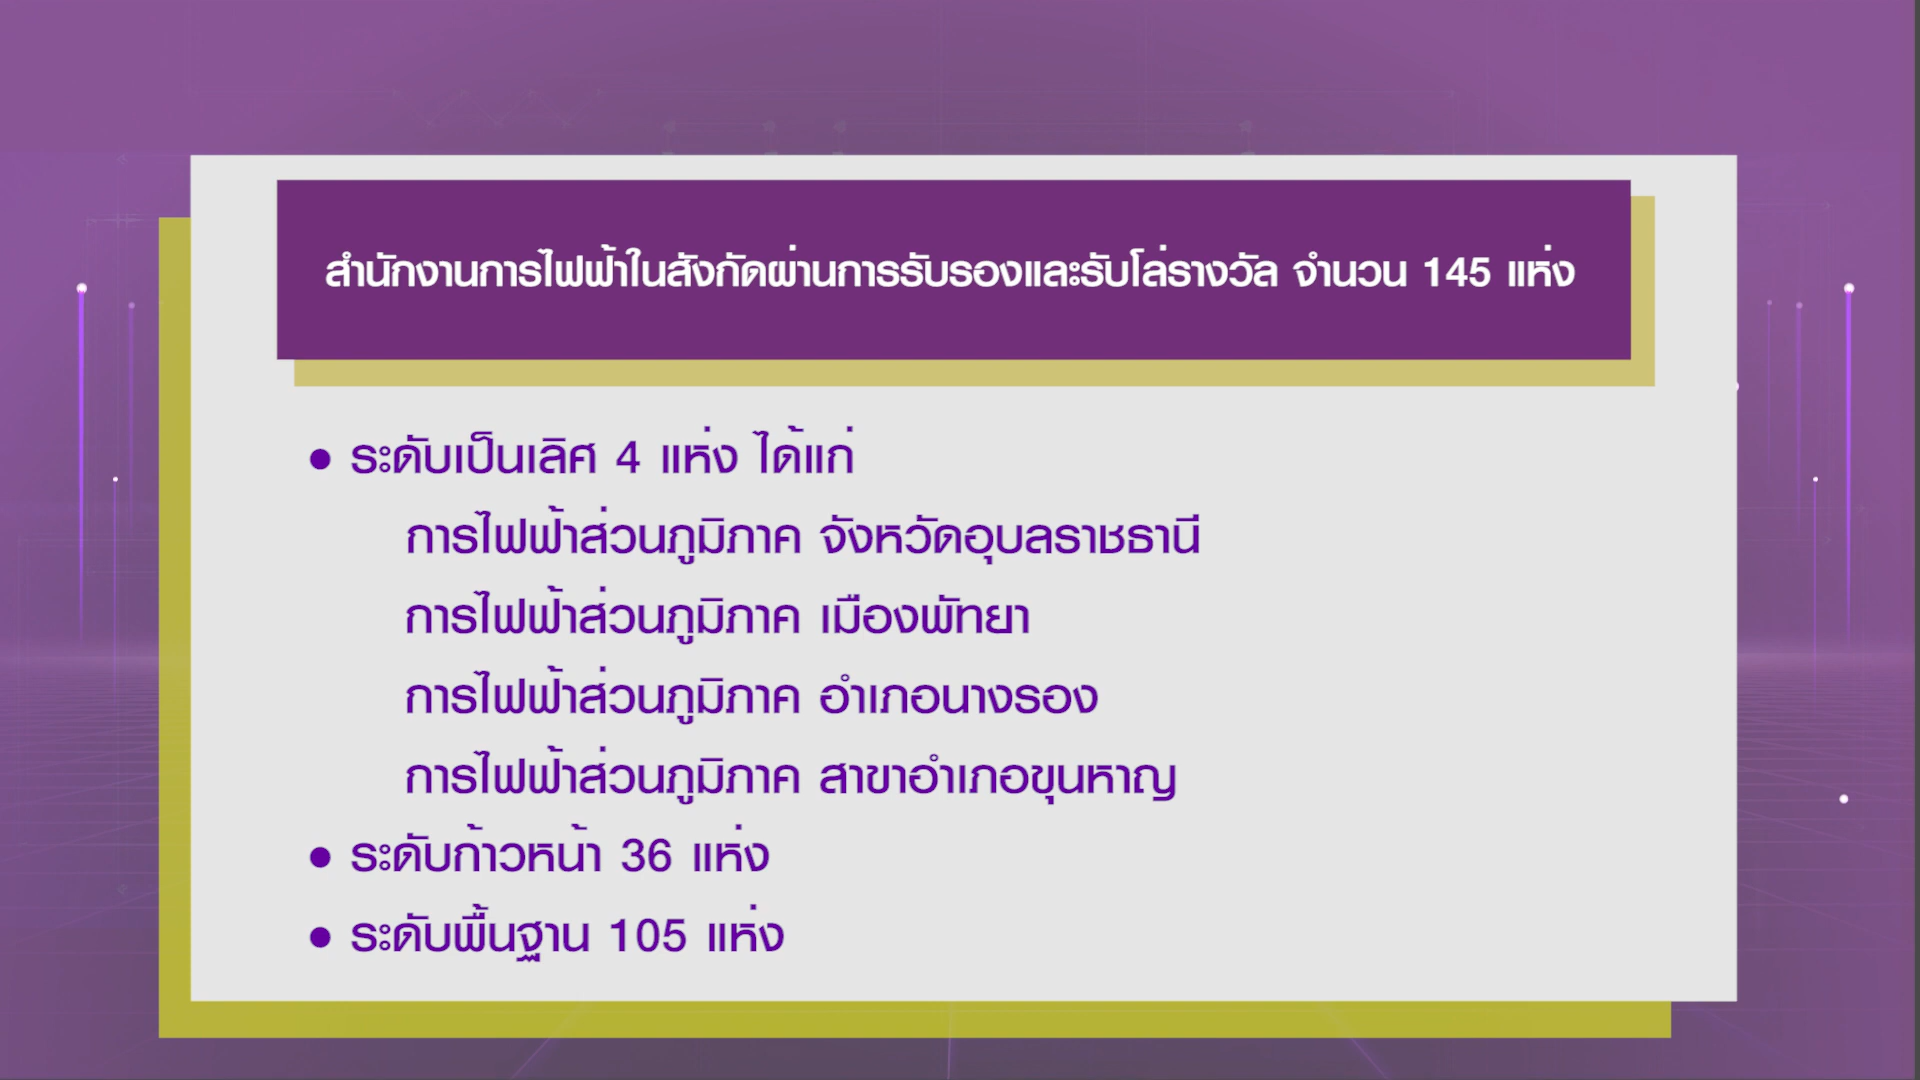 สำนักงานการไฟฟ้าในสังกัดผ่านการรับรองและรับโล่รางวัล จำนวน 145 แห่ง
● ระดับเป็นเลิศ 4 แห่ง ได้แก่
การไฟฟ้าส่วนภูมิภาค จังหวัดอุบลราชธานี
การไฟฟ้าส่วนภูมิภาค เมืองพัทยา
การไฟฟ้าส่วนภูมิภาค อำเภอนางรอง
การไฟฟ้าส่วนภูมิภาค สาขาอำเภอขุนหาญ
● ระดับก้าวหน้า 36 แห่ง
● ระดับพื้นฐาน 105 แห่ง